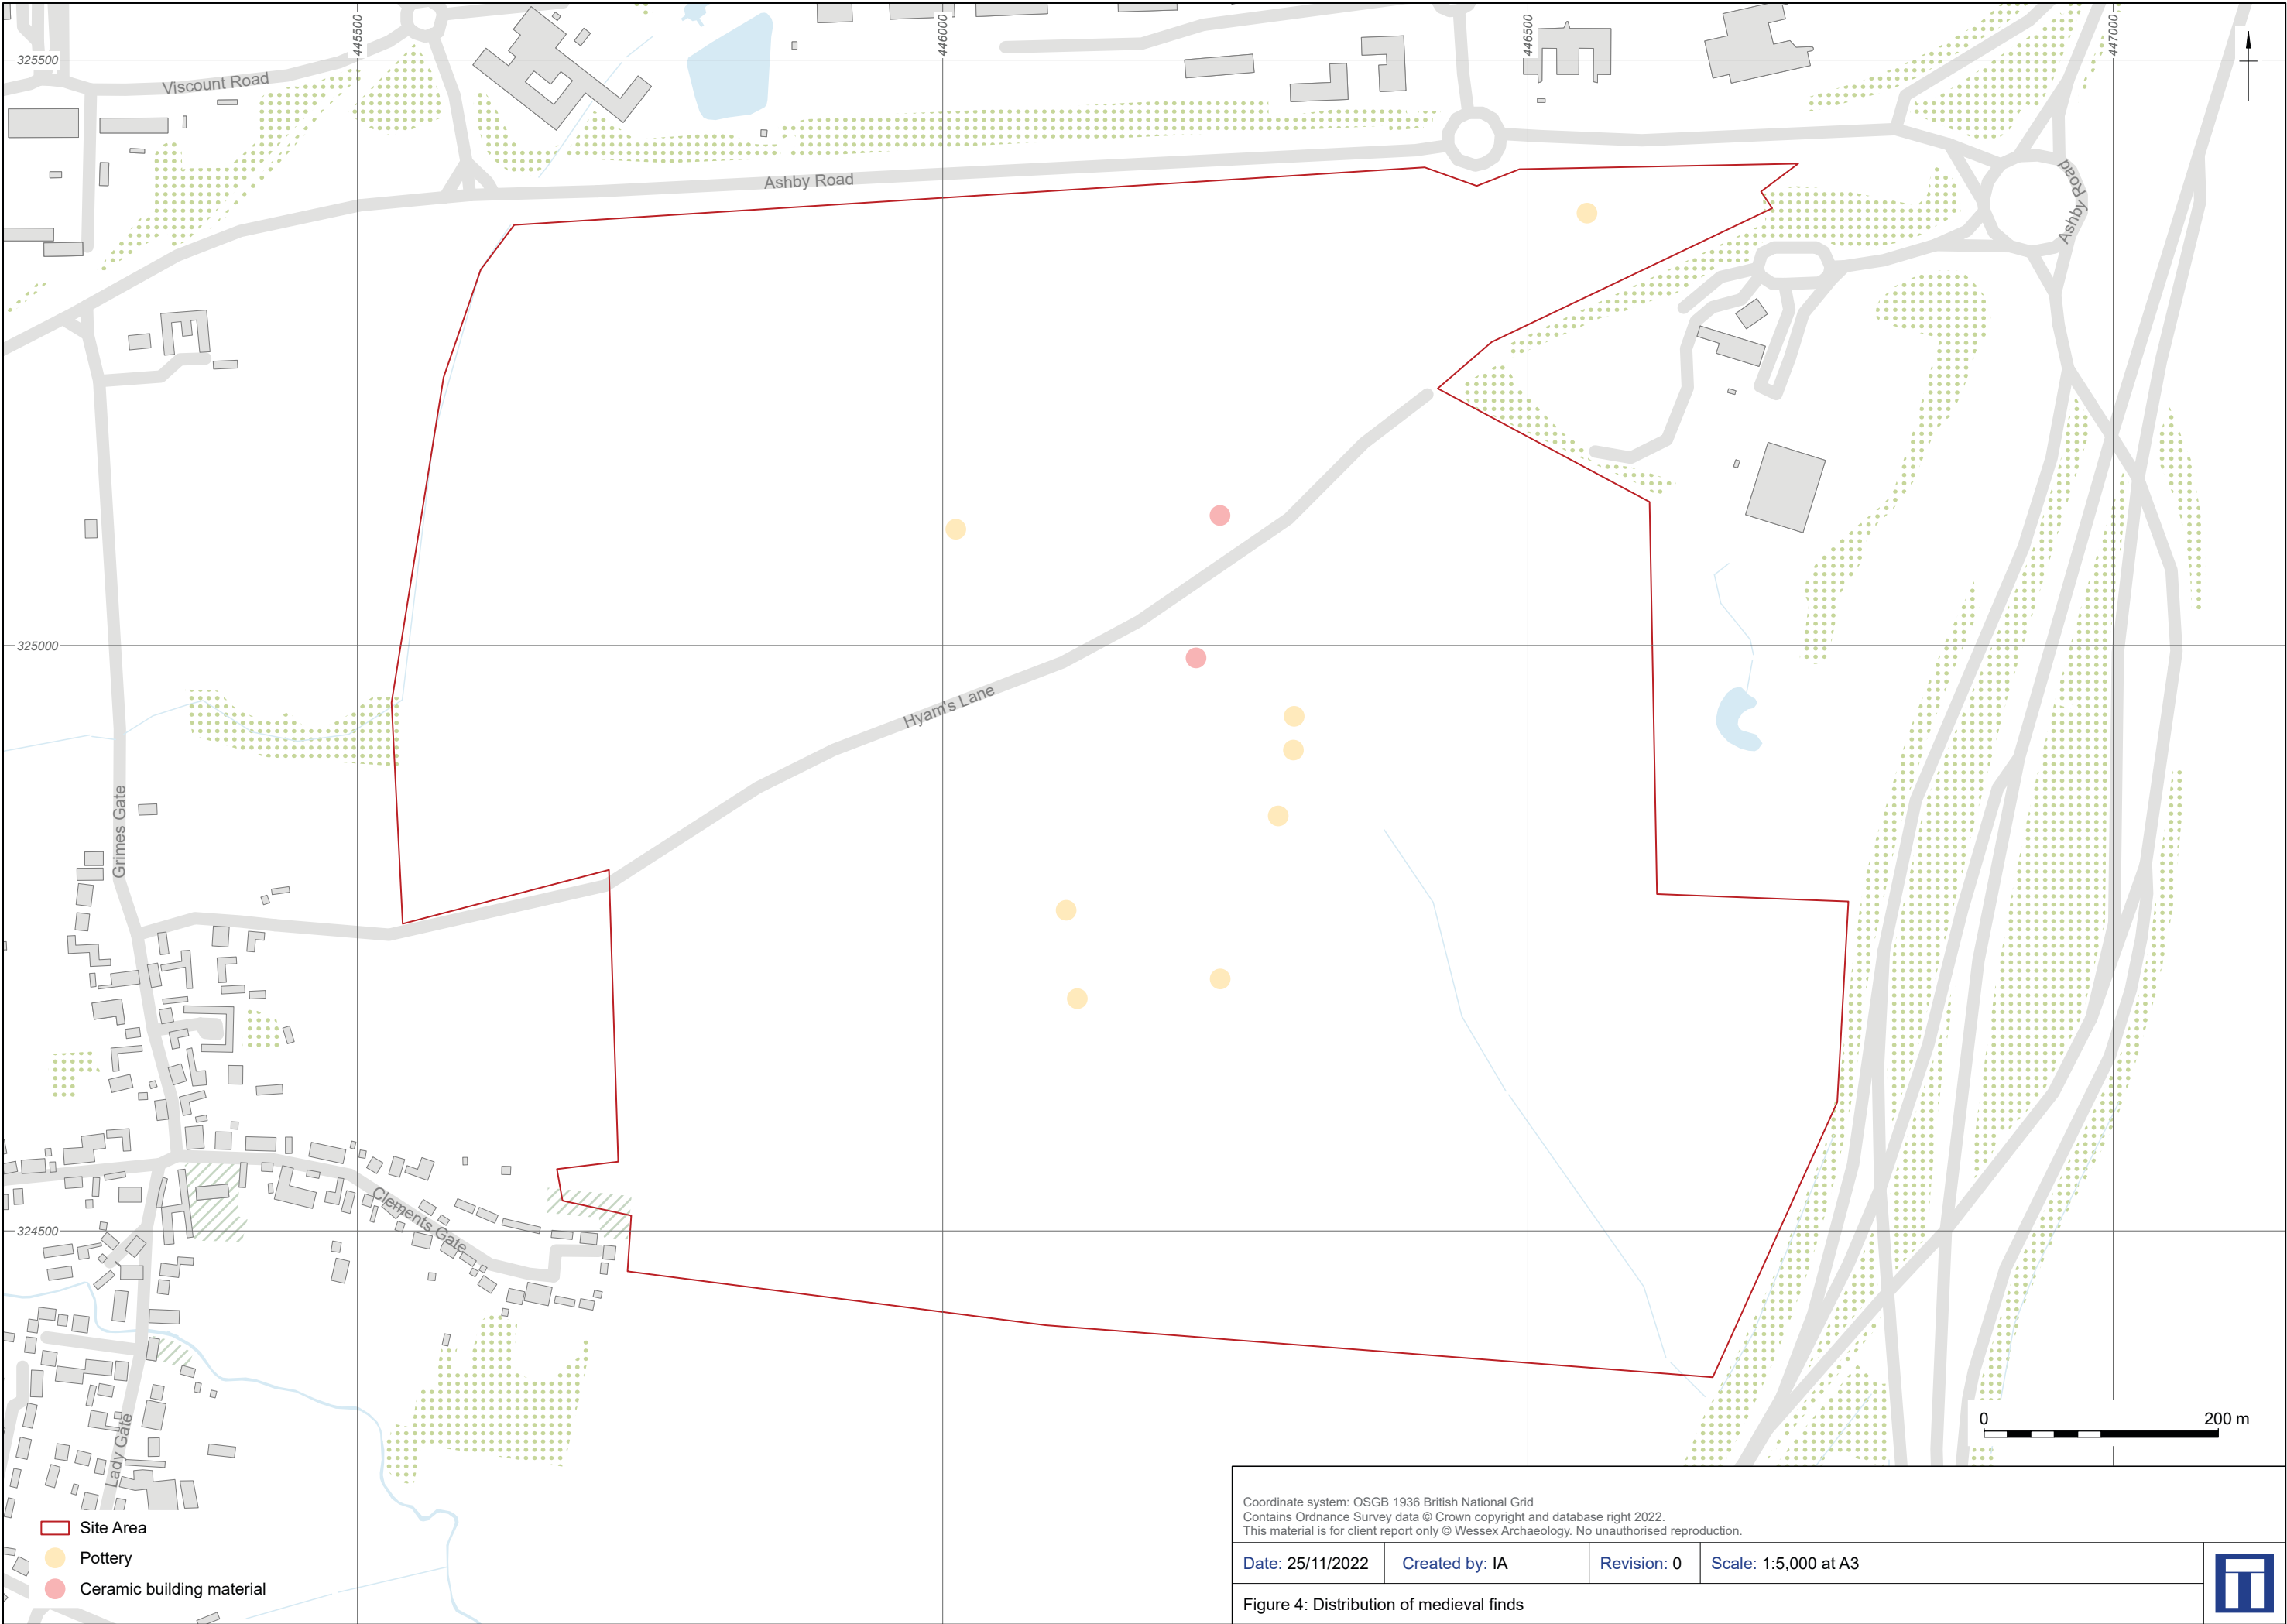 445500
446000
446500
447000
325500
Viscount Road
Ashby Road
Ashby Road
325000
Hyam's Lane
Grimes Gate
324500
Clements Gate
Lady Gate
0 200 m
Site Area
Pottery
Ceramic building material
Coordinate system: OSGB 1936 British National Grid
Contains Ordnance Survey data © Crown copyright and database right 2022.
This material is for client report only © Wessex Archaeology. No unauthorised reproduction.
Date: 25/11/2022 Created by: IA Revision: 0 Scale: 1:5,000 at A3
Figure 4: Distribution of medieval finds